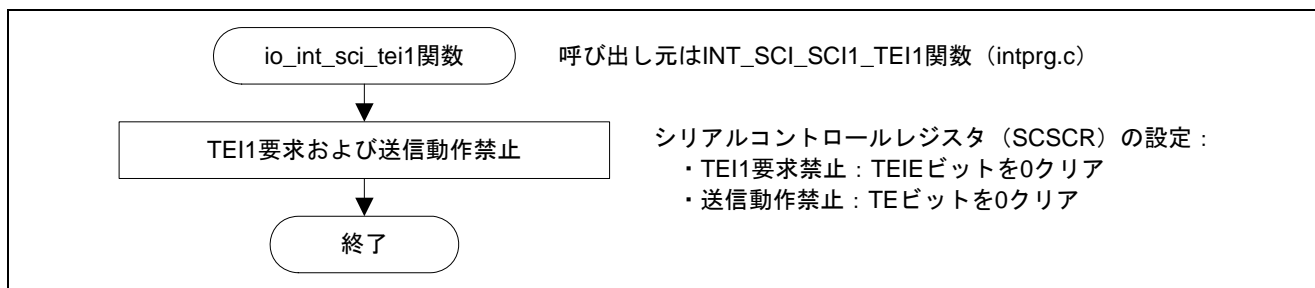 io_int_sci_tei1関数
呼び出し元はINT_SCI_SCI1_TEI1関数（intprg.c）
TEI1要求および送信動作禁止
シリアルコントロールレジスタ（SCSCR）の設定：
・TEI1要求禁止：TEIEビットを0クリア
・送信動作禁止：TEビットを0クリア
終了